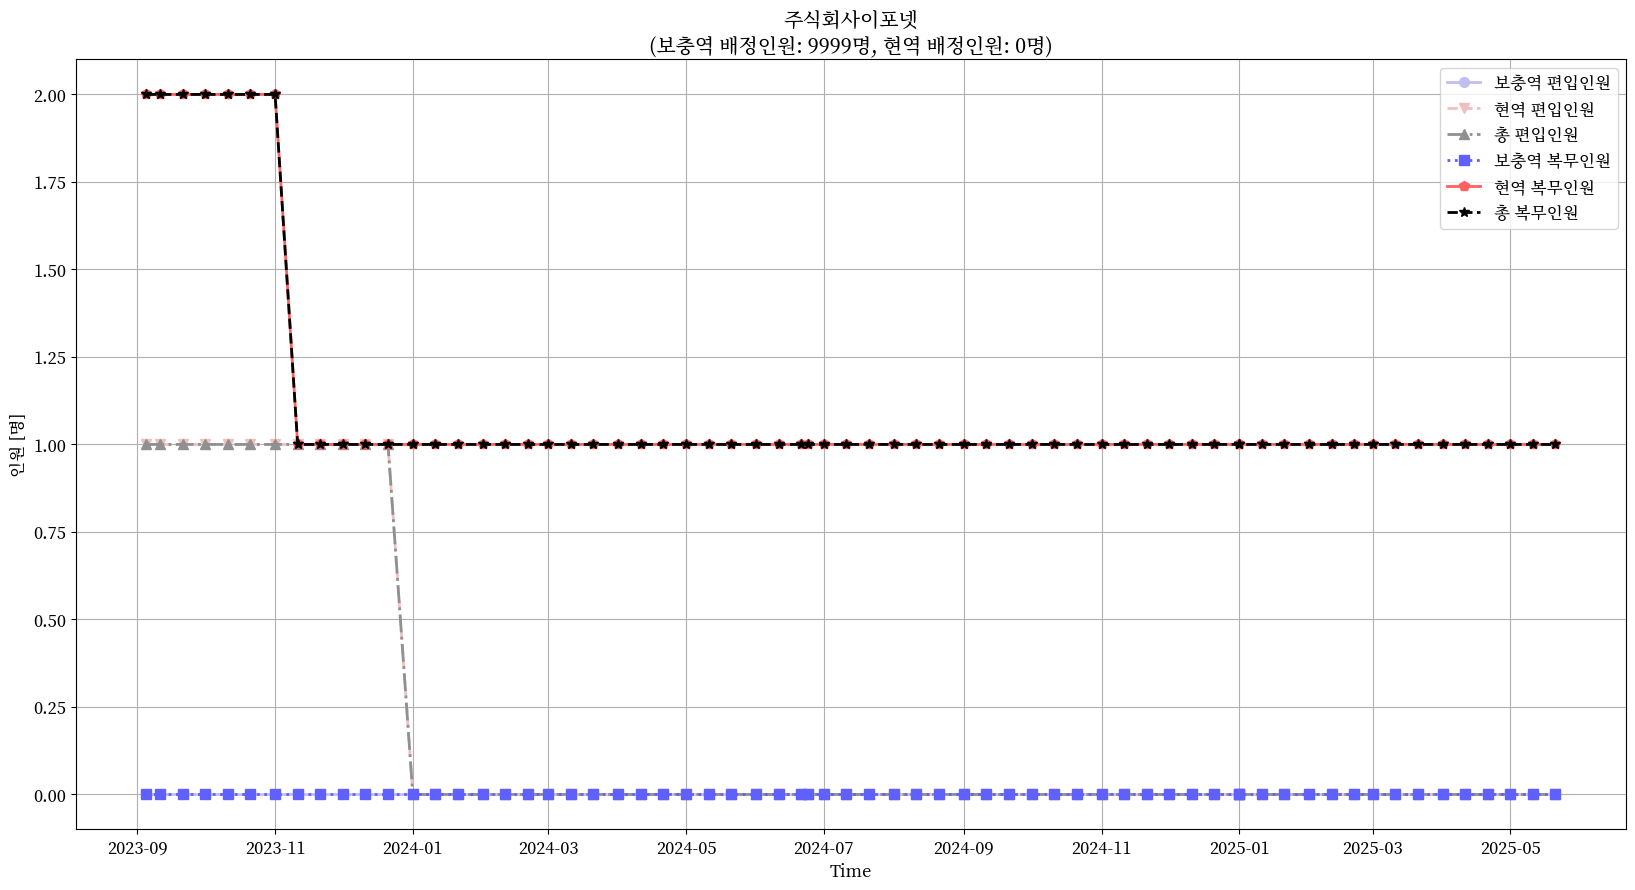 주식회사이포넷
(보충역 배정인원: 9999명, 현역 배정인원: 0명)
보충역 편입인원
현역 편입인원
총 편입인원
보충역 복무인원
현역 복무인원
총 복무인원
인원 [명]
2.00
1.75
1.50
1.25
1.00
0.75
0.50
0.25
0.00
2023-09
2023-11
2024-01
2024-03
2024-05
2024-07
2024-09
2024-11
2025-01
2025-03
2025-05
Time